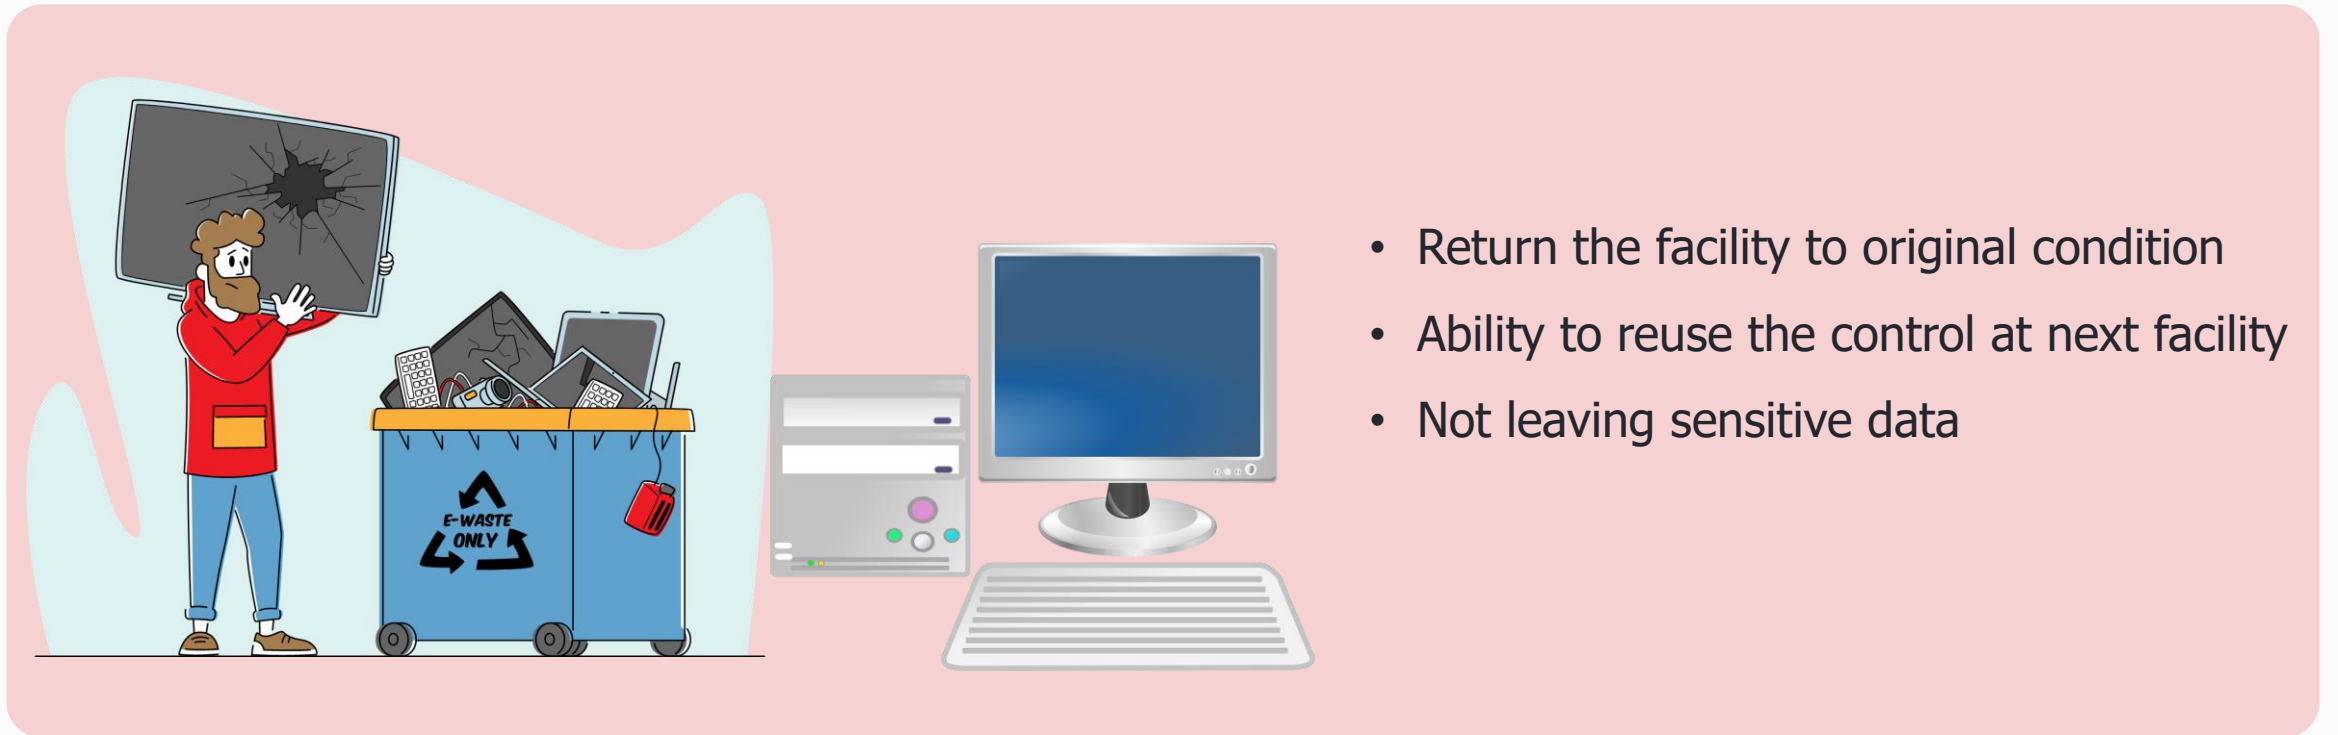 E-WASTE
ONLY
• Return the facility to original condition
• Ability to reuse the control at next facility
• Not leaving sensitive data